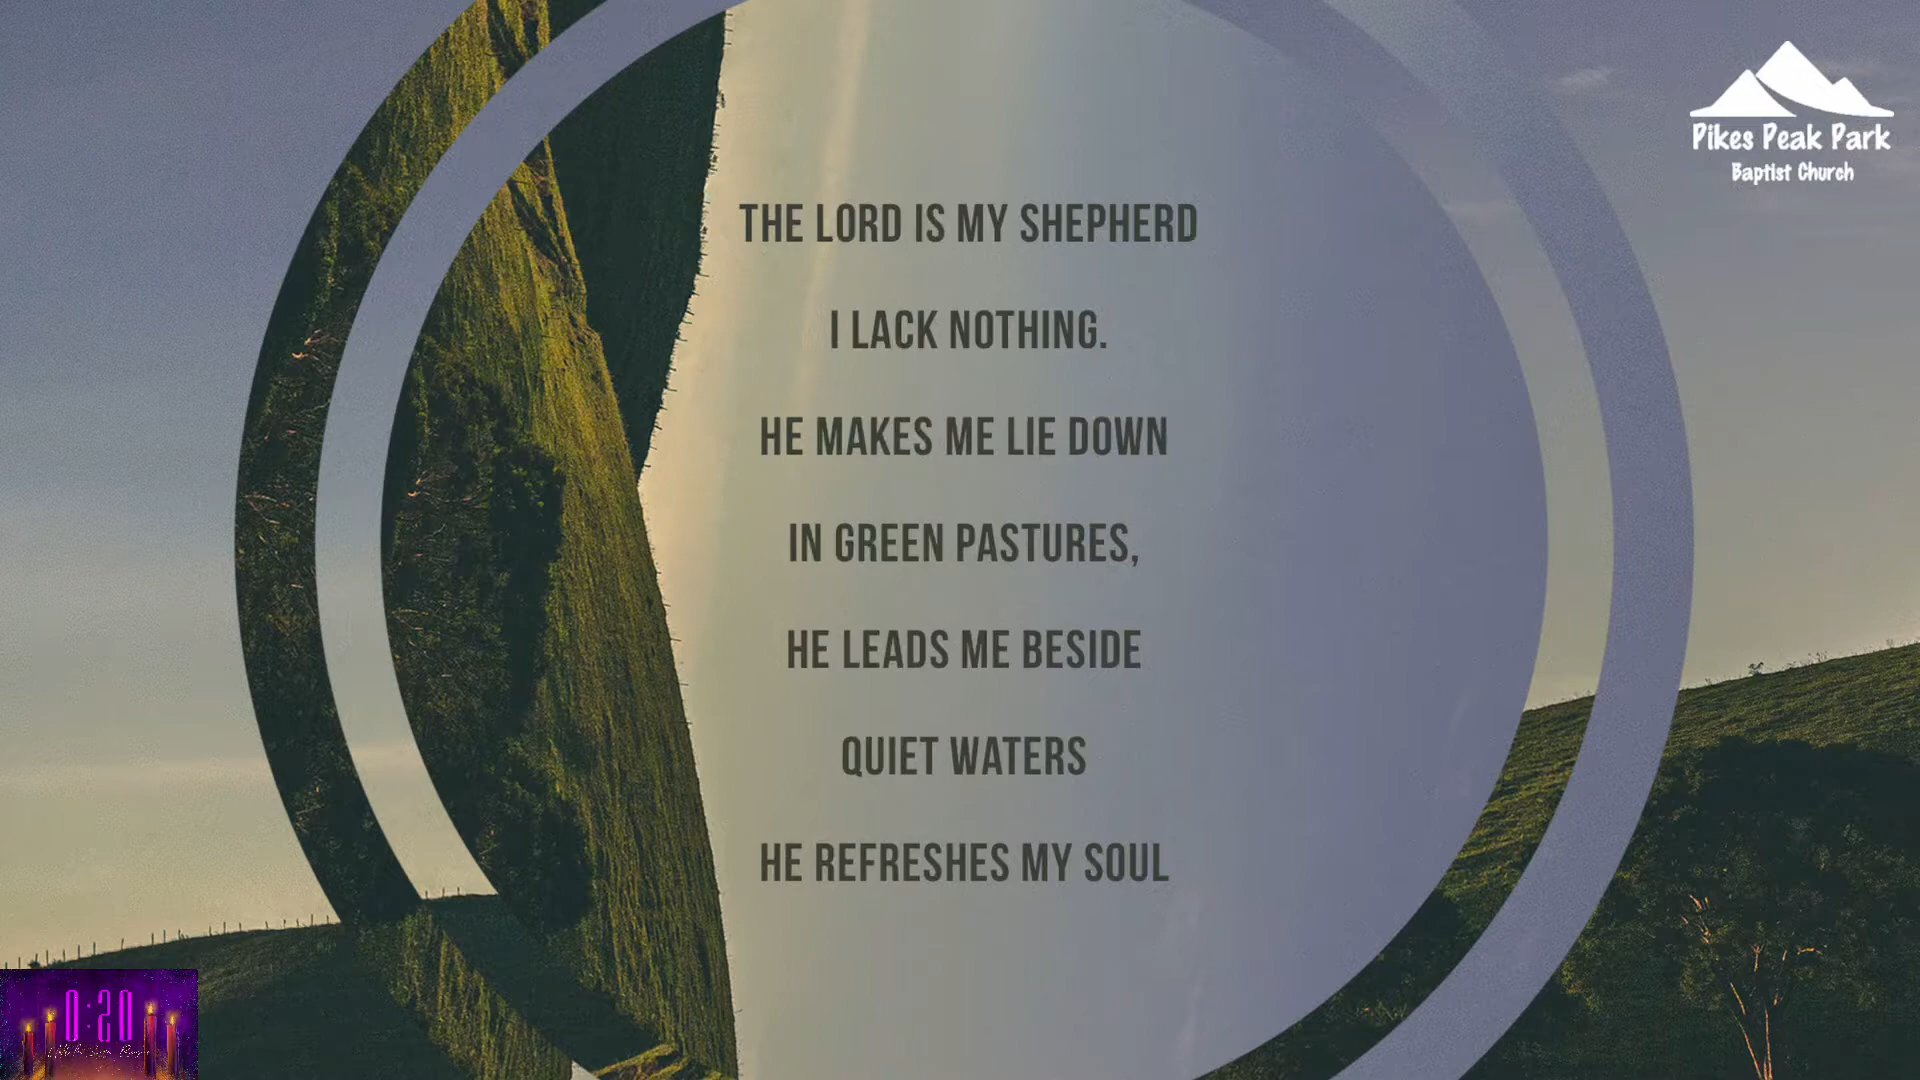 Pikes Peak Park
Baptist Church
THE LORD IS MY SHEPHERD
I LACK NOTHING.
HE MAKES ME LIE DOWN
IN GREEN PASTURES,
HE LEADS ME BESIDE
QUIET WATERS
HE REFRESHES MY SOUL
0:20